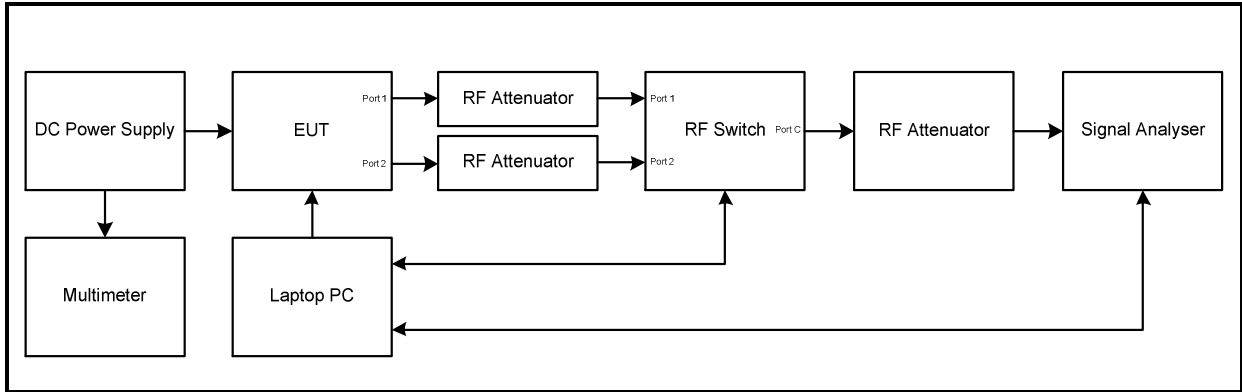 DC Power Supply
EUT
Port 1
Port 2
RF Attenuator
RF Attenuator
Port 1
Port 2
RF Switch
Port C
RF Attenuator
Signal Analyser
Multimeter
Laptop PC